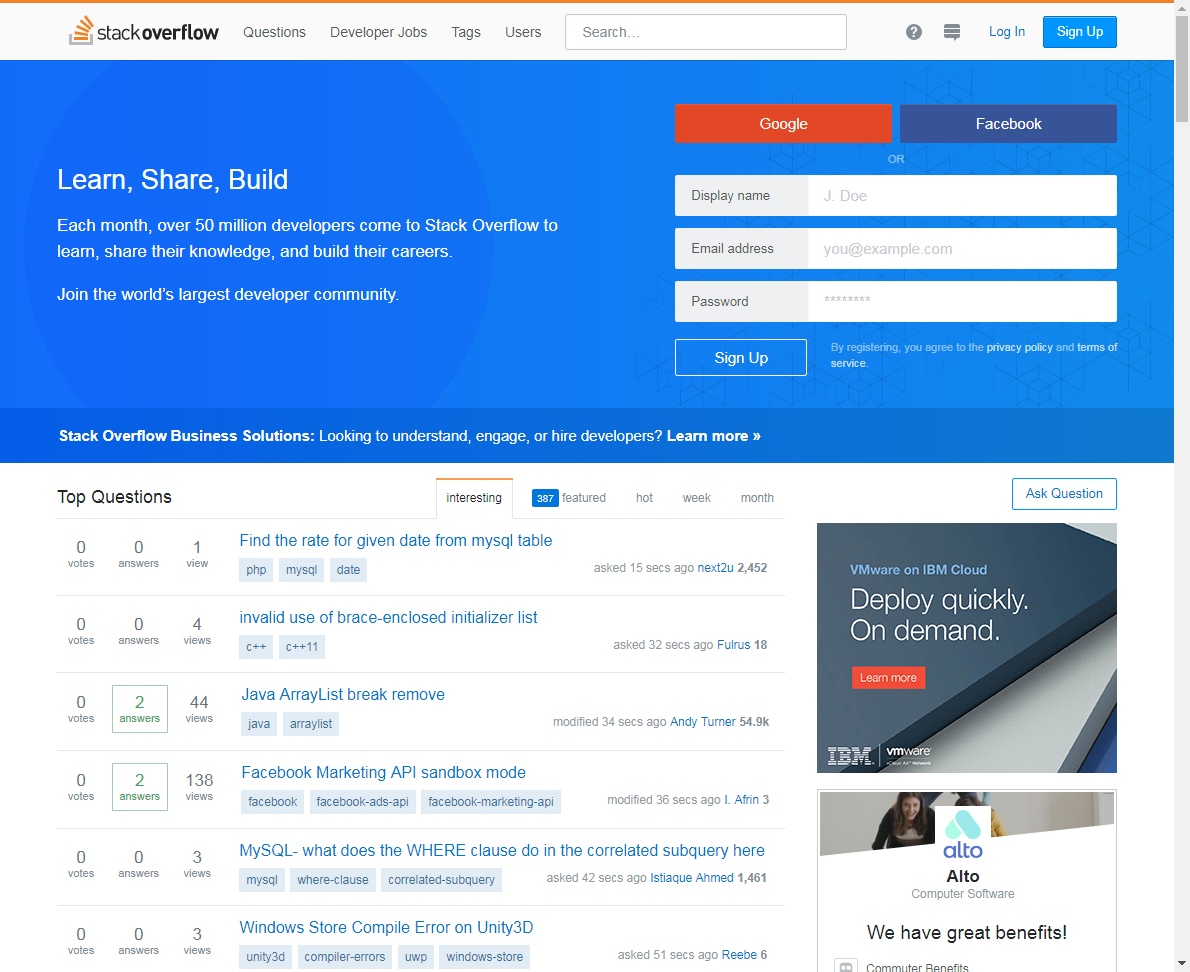 stackoverflow Questions Developer Jobs Tags Users Search... ? Log In Sign Up
Google Facebook
OR
Learn, Share, Build
Each month, over 50 million developers come to Stack Overflow to
learn, share their knowledge, and build their careers.
Join the world's largest developer community.
Display name J. Doe
Email address you@example.com
Password ********
Sign Up
By registering, you agree to the privacy policy and terms of
service.
Stack Overflow Business Solutions: Looking to understand, engage, or hire developers? Learn more »
Top Questions interesting 387 featured hot week month
0 votes 0 answers 1 view
Find the rate for given date from mysql table
php mysql date
asked 15 secs ago next2u 2,452
0 votes 0 answers 4 views
invalid use of brace-enclosed initializer list
c++ c++11
asked 32 secs ago Fulrus 18
0 votes 2 answers 44 views
Java ArrayList break remove
java arraylist
modified 34 secs ago Andy Turner 54.9k
0 votes 2 answers 138 views
Facebook Marketing API sandbox mode
facebook facebook-ads-api facebook-marketing-api
modified 36 secs ago I. Afrin 3
0 votes 0 answers 3 views
MySQL- what does the WHERE clause do in the correlated subquery here
mysql where-clause correlated-subquery
asked 42 secs ago Istiaque Ahmed 1,461
0 votes 0 answers 3 views
Windows Store Compile Error on Unity3D
unity3d compiler-errors uwp windows-store
asked 51 secs ago Reebe 6
Ask Question
VMware on IBM Cloud
Deploy quickly.
On demand.
Learn more
IBM vmware
vCloud Air™ Network
alto
Alto
Computer Software
We have great benefits!
Commuter Benefits